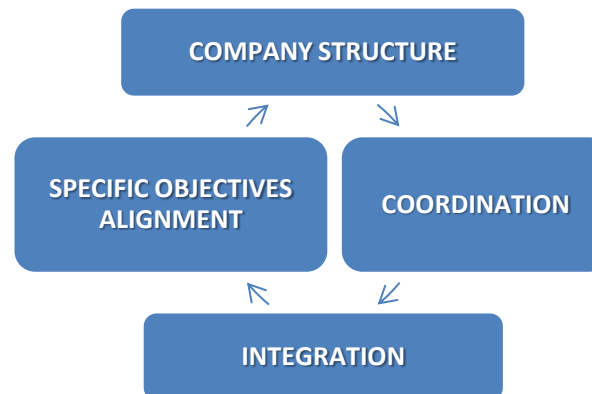 COMPANY STRUCTURE
SPECIFIC OBJECTIVES
ALIGNMENT
COORDINATION
INTEGRATION